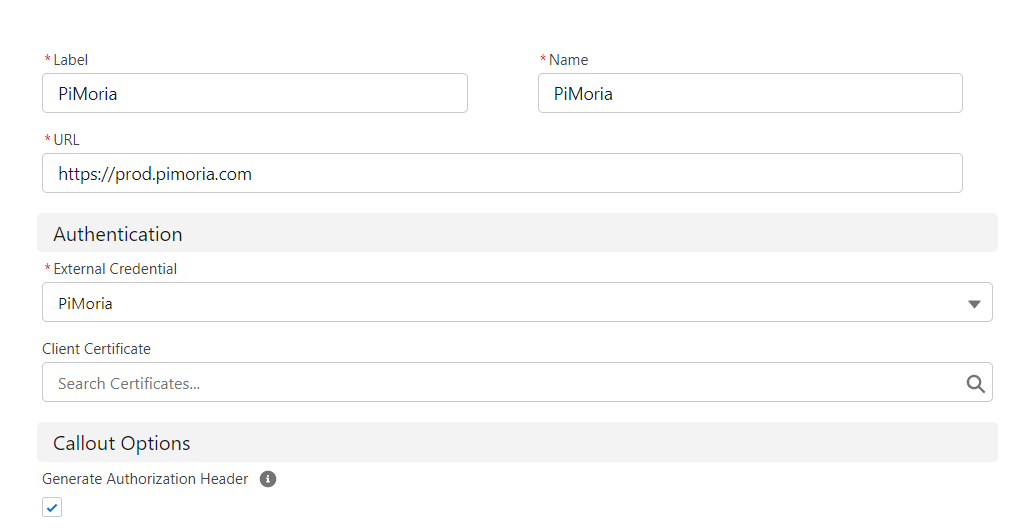 * Label
* Name
PiMoria
PiMoria
* URL
https://prod.pimoria.com
Authentication
* External Credential
PiMoria
Client Certificate
Search Certificates...
Callout Options
Generate Authorization Header